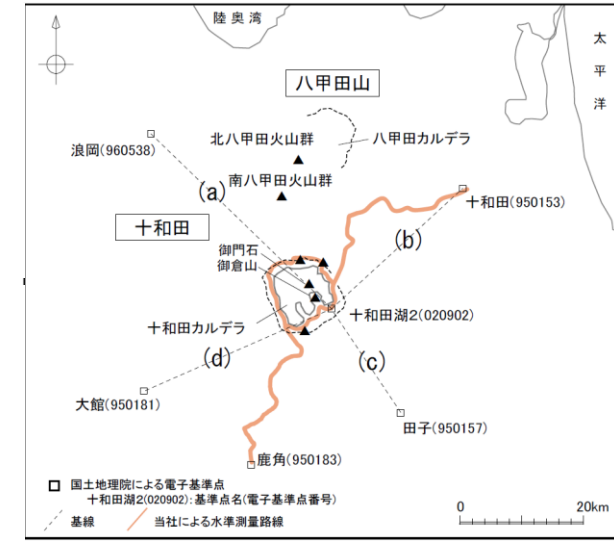 陸奥湾
太平洋
八甲田山
浪岡(960538)
北八甲田火山群
八甲田カルデラ
(a)
南八甲田火山群
十和田(950153)
十和田
(b)
御門石
御倉山
十和田カルデラ
十和田湖2(020902)
(d)
(c)
大館(950181)
田子(950157)
鹿角(950183)
国土地理院による電子基準点
十和田湖2(020902):基準点名(電子基準点番号)
基線
当社による水準測量路線
0
20km